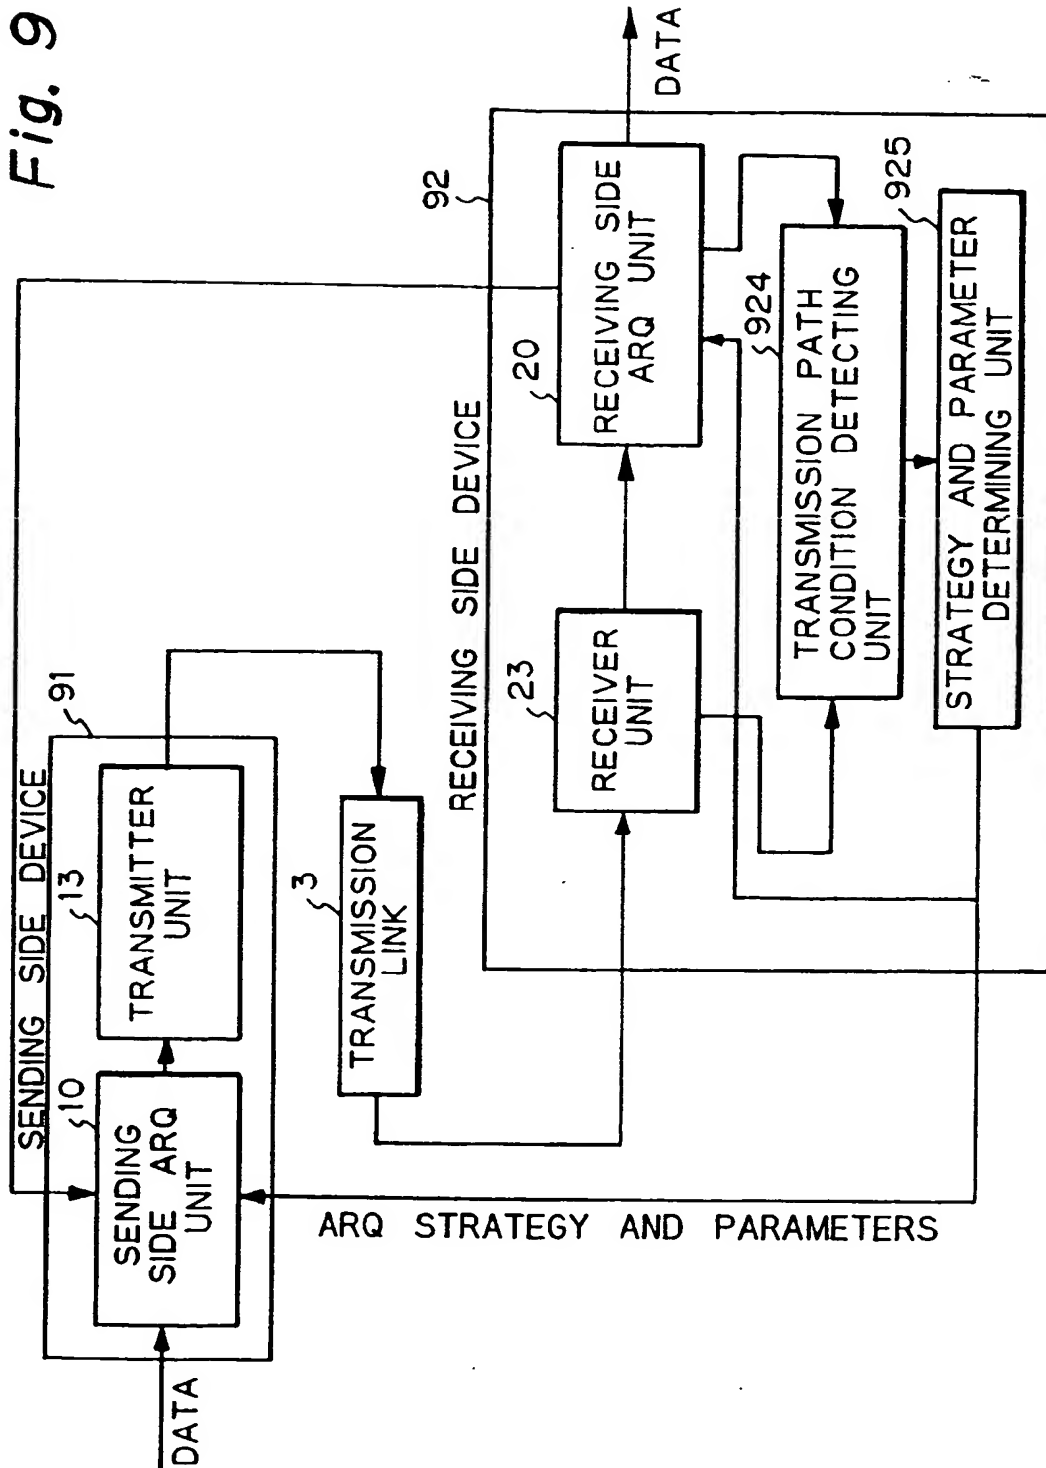 Fig. 9
SENDING SIDE DEVICE
91
DATA
10
SENDING
SIDE ARQ
UNIT
13
TRANSMITTER
UNIT
3
TRANSMISSION
LINK
ARQ STRATEGY AND PARAMETERS
RECEIVING SIDE DEVICE
92
23
RECEIVER
UNIT
20
RECEIVING SIDE
ARQ UNIT
DATA
924
TRANSMISSION PATH
CONDITION DETECTING
UNIT
925
STRATEGY AND PARAMETER
DETERMINING UNIT